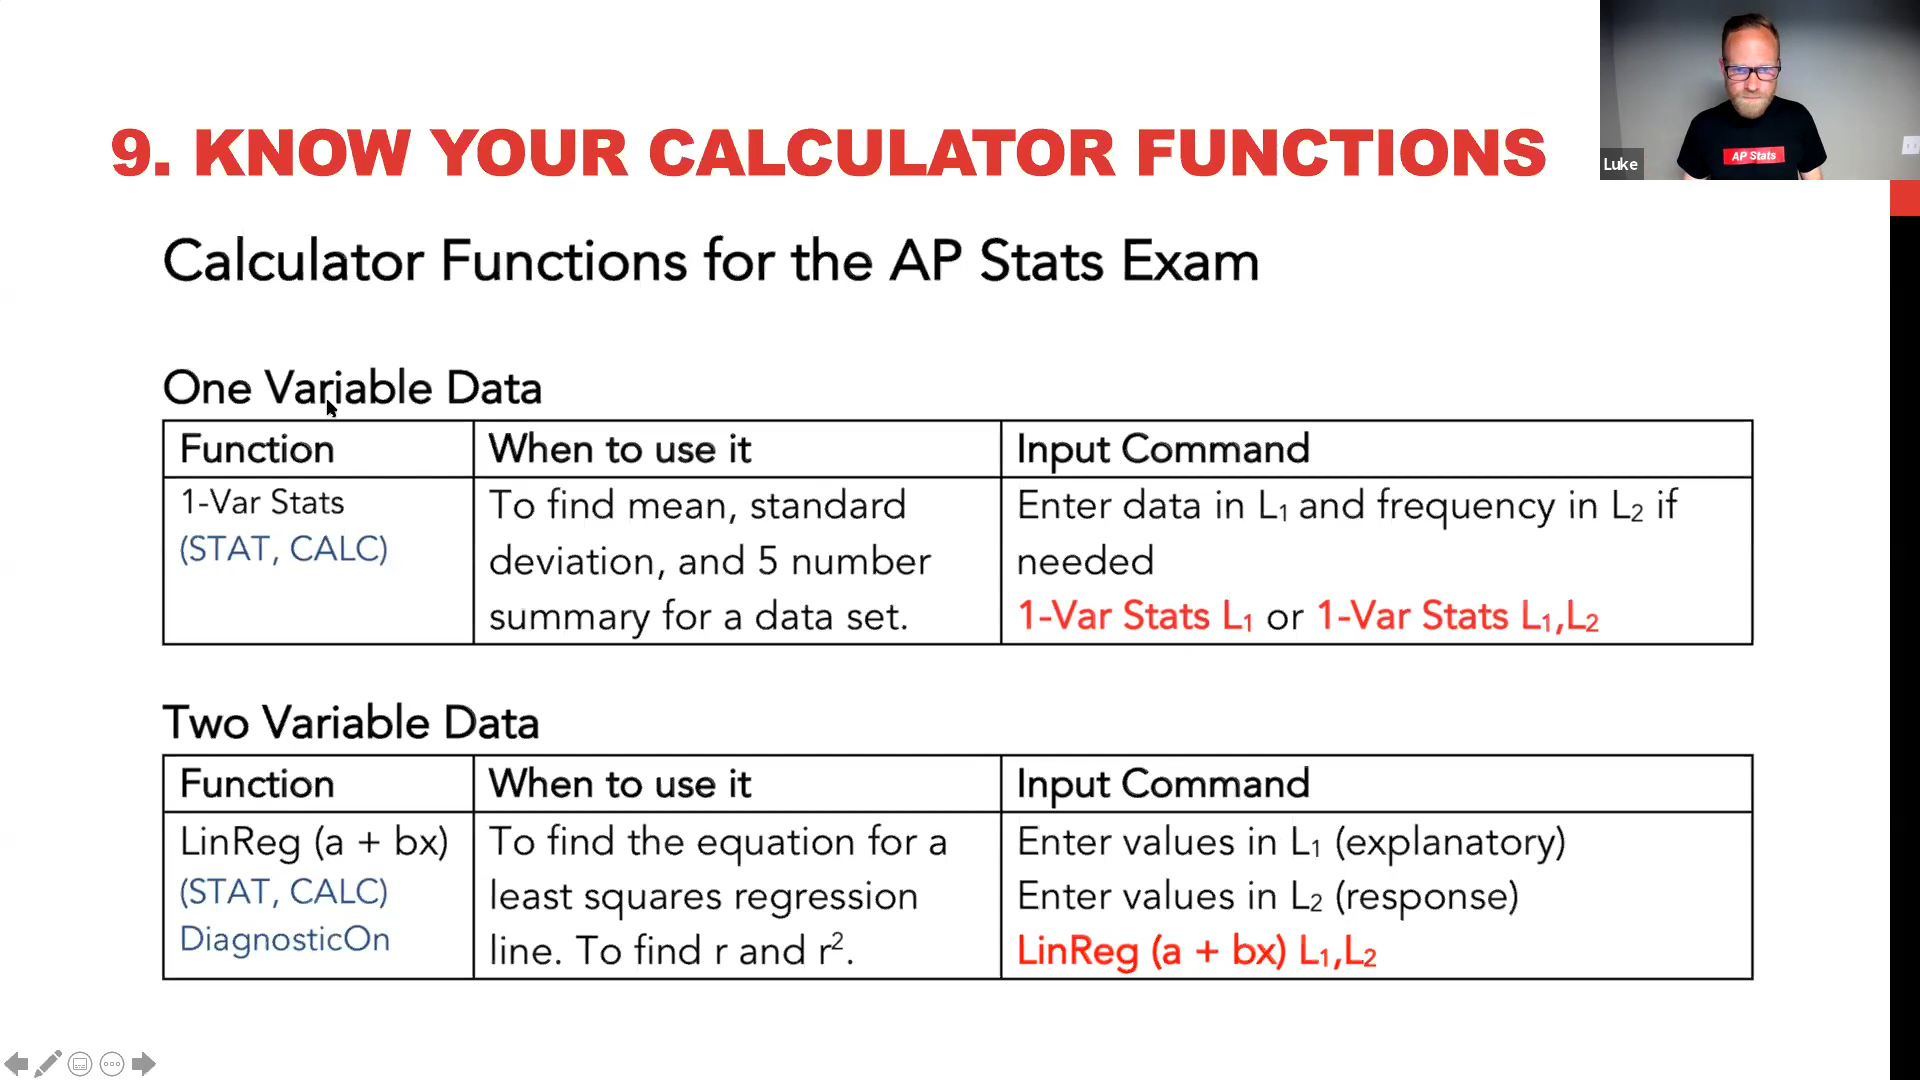 9. KNOW YOUR CALCULATOR FUNCTIONS
AP Stats
Luke
Calculator Functions for the AP Stats Exam
One Variable Data
Function
When to use it
Input Command
1-Var Stats
(STAT, CALC)
To find mean, standard
deviation, and 5 number
summary for a data set.
Enter data in L₁ and frequency in L₂ if
needed
1-Var Stats L₁ or 1-Var Stats L₁,L₂
Two Variable Data
Function
When to use it
Input Command
LinReg (a + bx)
(STAT, CALC)
DiagnosticOn
To find the equation for a
least squares regression
line. To find r and r².
Enter values in L₁ (explanatory)
Enter values in L₂ (response)
LinReg (a + bx) L₁,L₂